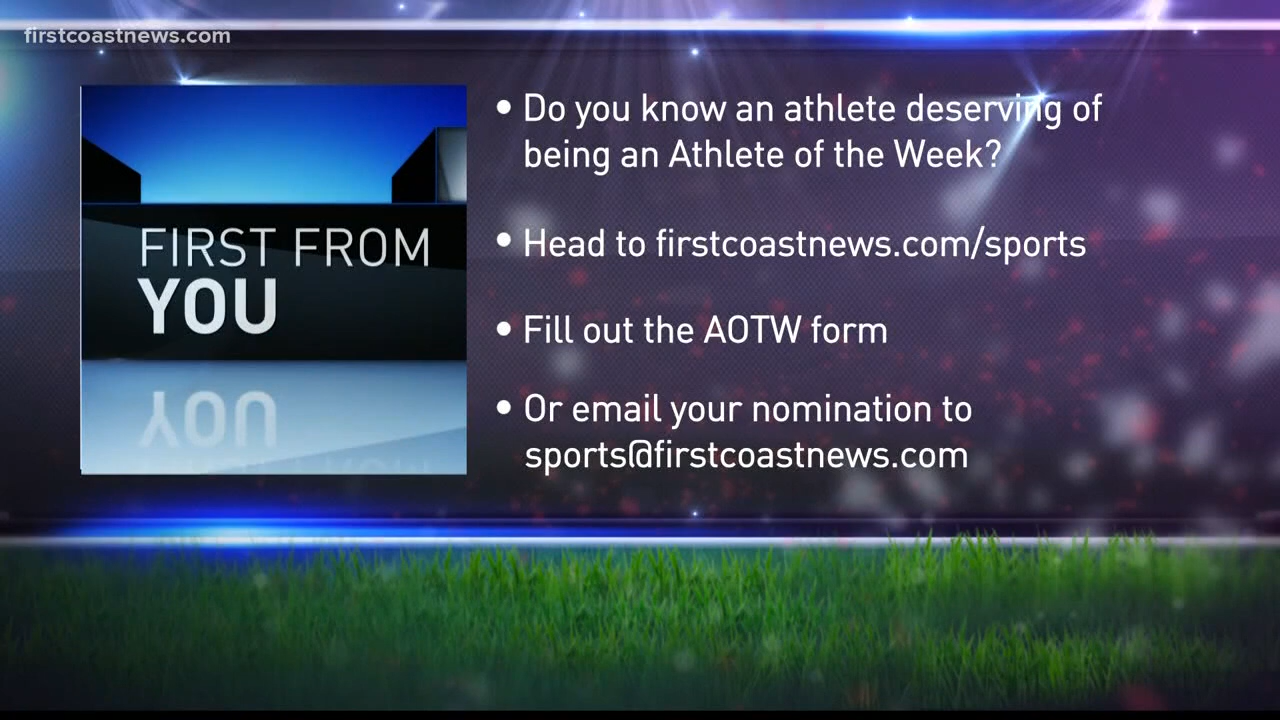 firstcoastnews.com
FIRST FROM
YOU
YOU
• Do you know an athlete deserving of
being an Athlete of the Week?
• Head to firstcoastnews.com/sports
• Fill out the AOTW form
• Or email your nomination to
sports@firstcoastnews.com